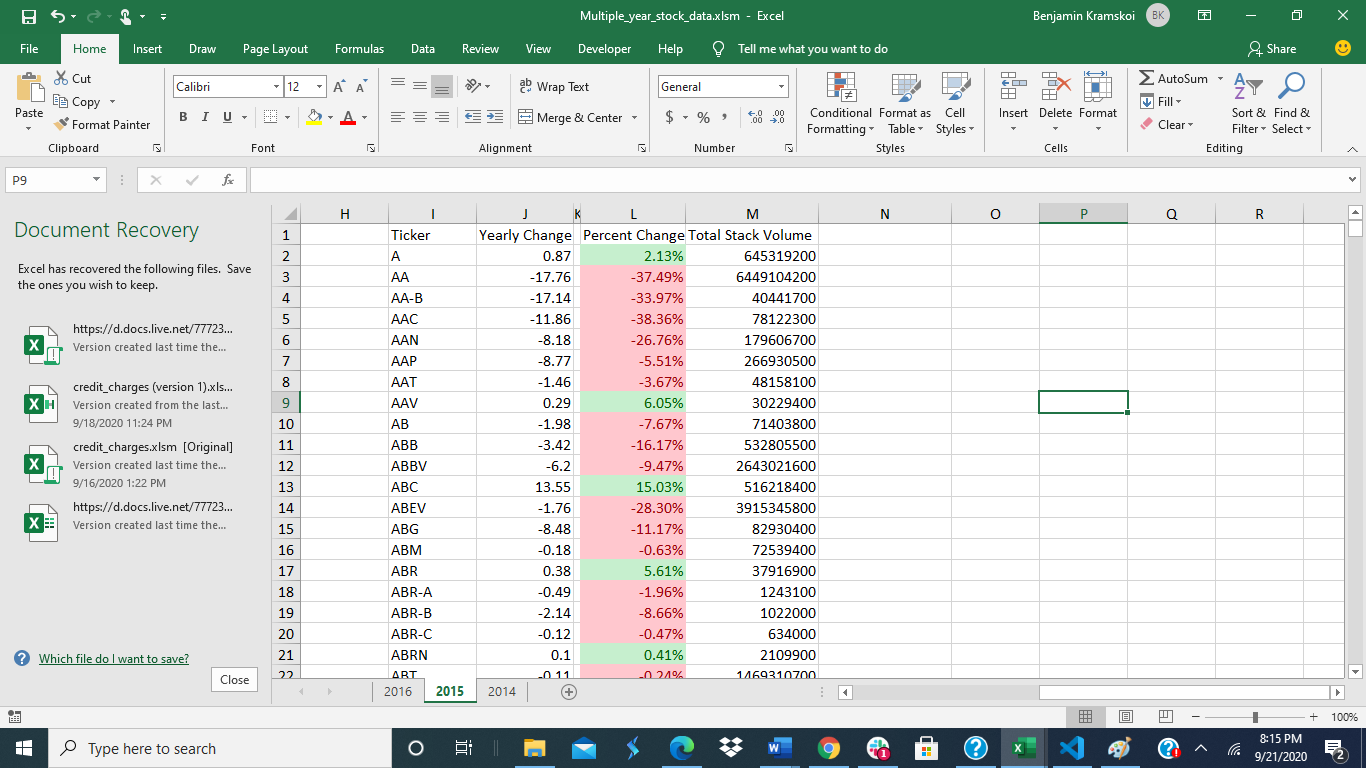 Multiple_year_stock_data.xlsm - Excel
Benjamin Kramskoi BK
File Home Insert Draw Page Layout Formulas Data Review View Developer Help Tell me what you want to do Share
Cut
Copy
Format Painter
Paste
Clipboard
Calibri 12
B I U A
Font
Wrap Text
Merge & Center
Alignment
General
$ % ,
Number
Conditional Formatting
Format as Table
Cell Styles
Styles
Insert Delete Format
Cells
AutoSum
Fill
Clear
Sort & Filter
Find & Select
Editing
P9 fx
Document Recovery
Excel has recovered the following files. Save
the ones you wish to keep.
https://d.docs.live.net/77723...
Version created last time the...
credit_charges (version 1).xls...
Version created from the last...
9/18/2020 11:24 PM
credit_charges.xlsm [Original]
Version created last time the...
9/16/2020 1:22 PM
https://d.docs.live.net/77723...
Version created last time the...
Which file do I want to save?
Close
H I J K L M N O P Q R
1 Ticker Yearly Change Percent Change Total Stack Volume
2 A 0.87 2.13% 645319200
3 AA -17.76 -37.49% 6449104200
4 AA-B -17.14 -33.97% 40441700
5 AAC -11.86 -38.36% 78122300
6 AAN -8.18 -26.76% 179606700
7 AAP -8.77 -5.51% 266930500
8 AAT -1.46 -3.67% 48158100
9 AAV 0.29 6.05% 30229400
10 AB -1.98 -7.67% 71403800
11 ABB -3.42 -16.17% 532805500
12 ABBV -6.2 -9.47% 2643021600
13 ABC 13.55 15.03% 516218400
14 ABEV -1.76 -28.30% 3915345800
15 ABG -8.48 -11.17% 82930400
16 ABM -0.18 -0.63% 72539400
17 ABR 0.38 5.61% 37916900
18 ABR-A -0.49 -1.96% 1243100
19 ABR-B -2.14 -8.66% 1022000
20 ABR-C -0.12 -0.47% 634000
21 ABRN 0.1 0.41% 2109900
22 ABT -0.11 -0.24% 1469310700
2016 2015 2014
100%
Type here to search
8:15 PM
9/21/2020
2